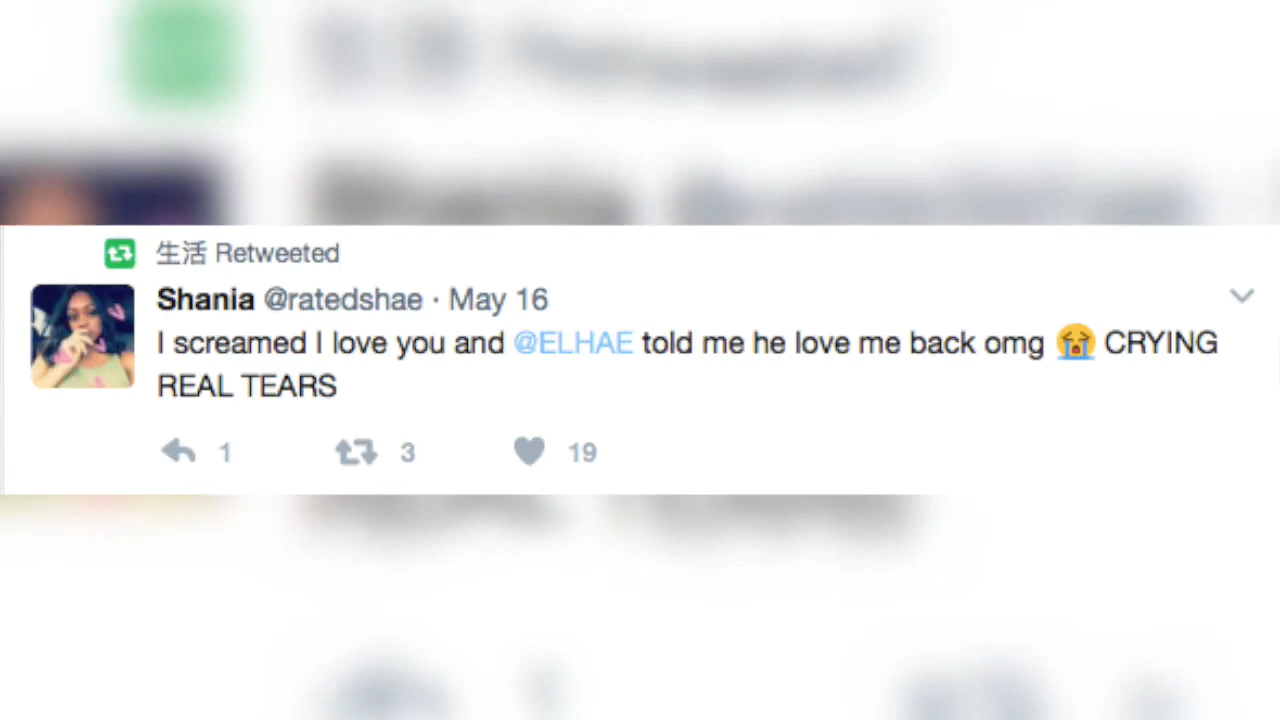 生活 Retweeted
Shania @ratedshae · May 16
I screamed I love you and @ELHAE told me he love me back omg 😭 CRYING
REAL TEARS
1 3 19